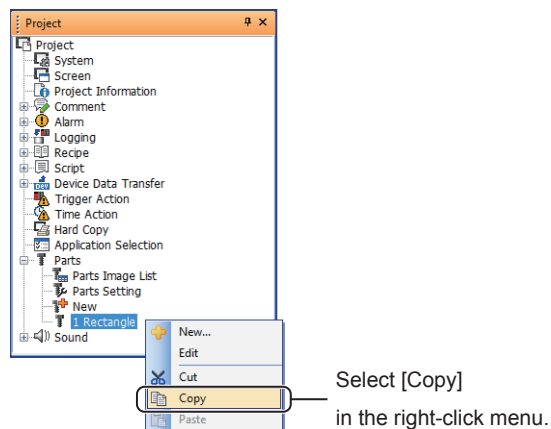 Project
Project
System
Screen
Project Information
Comment
Alarm
Logging
Recipe
Script
Device Data Transfer
Trigger Action
Time Action
Hard Copy
Application Selection
Parts
Parts Image List
Parts Setting
New
1 Rectangle
Sound
New...
Edit
Cut
Copy
Paste
Select [Copy]
in the right-click menu.